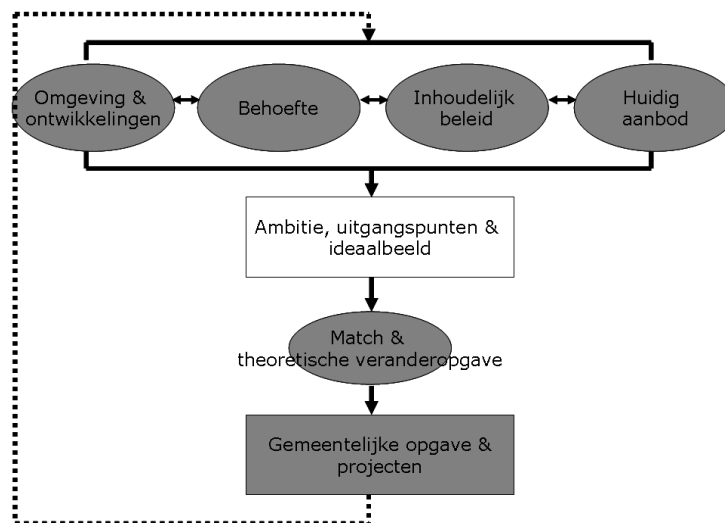 Omgeving &
ontwikkelingen
Behoefte
Inhoudelijk
beleid
Huidig
aanbod
Ambitie, uitgangspunten &
ideaalbeeld
Match &
theoretische veranderopgave
Gemeentelijke opgave &
projecten